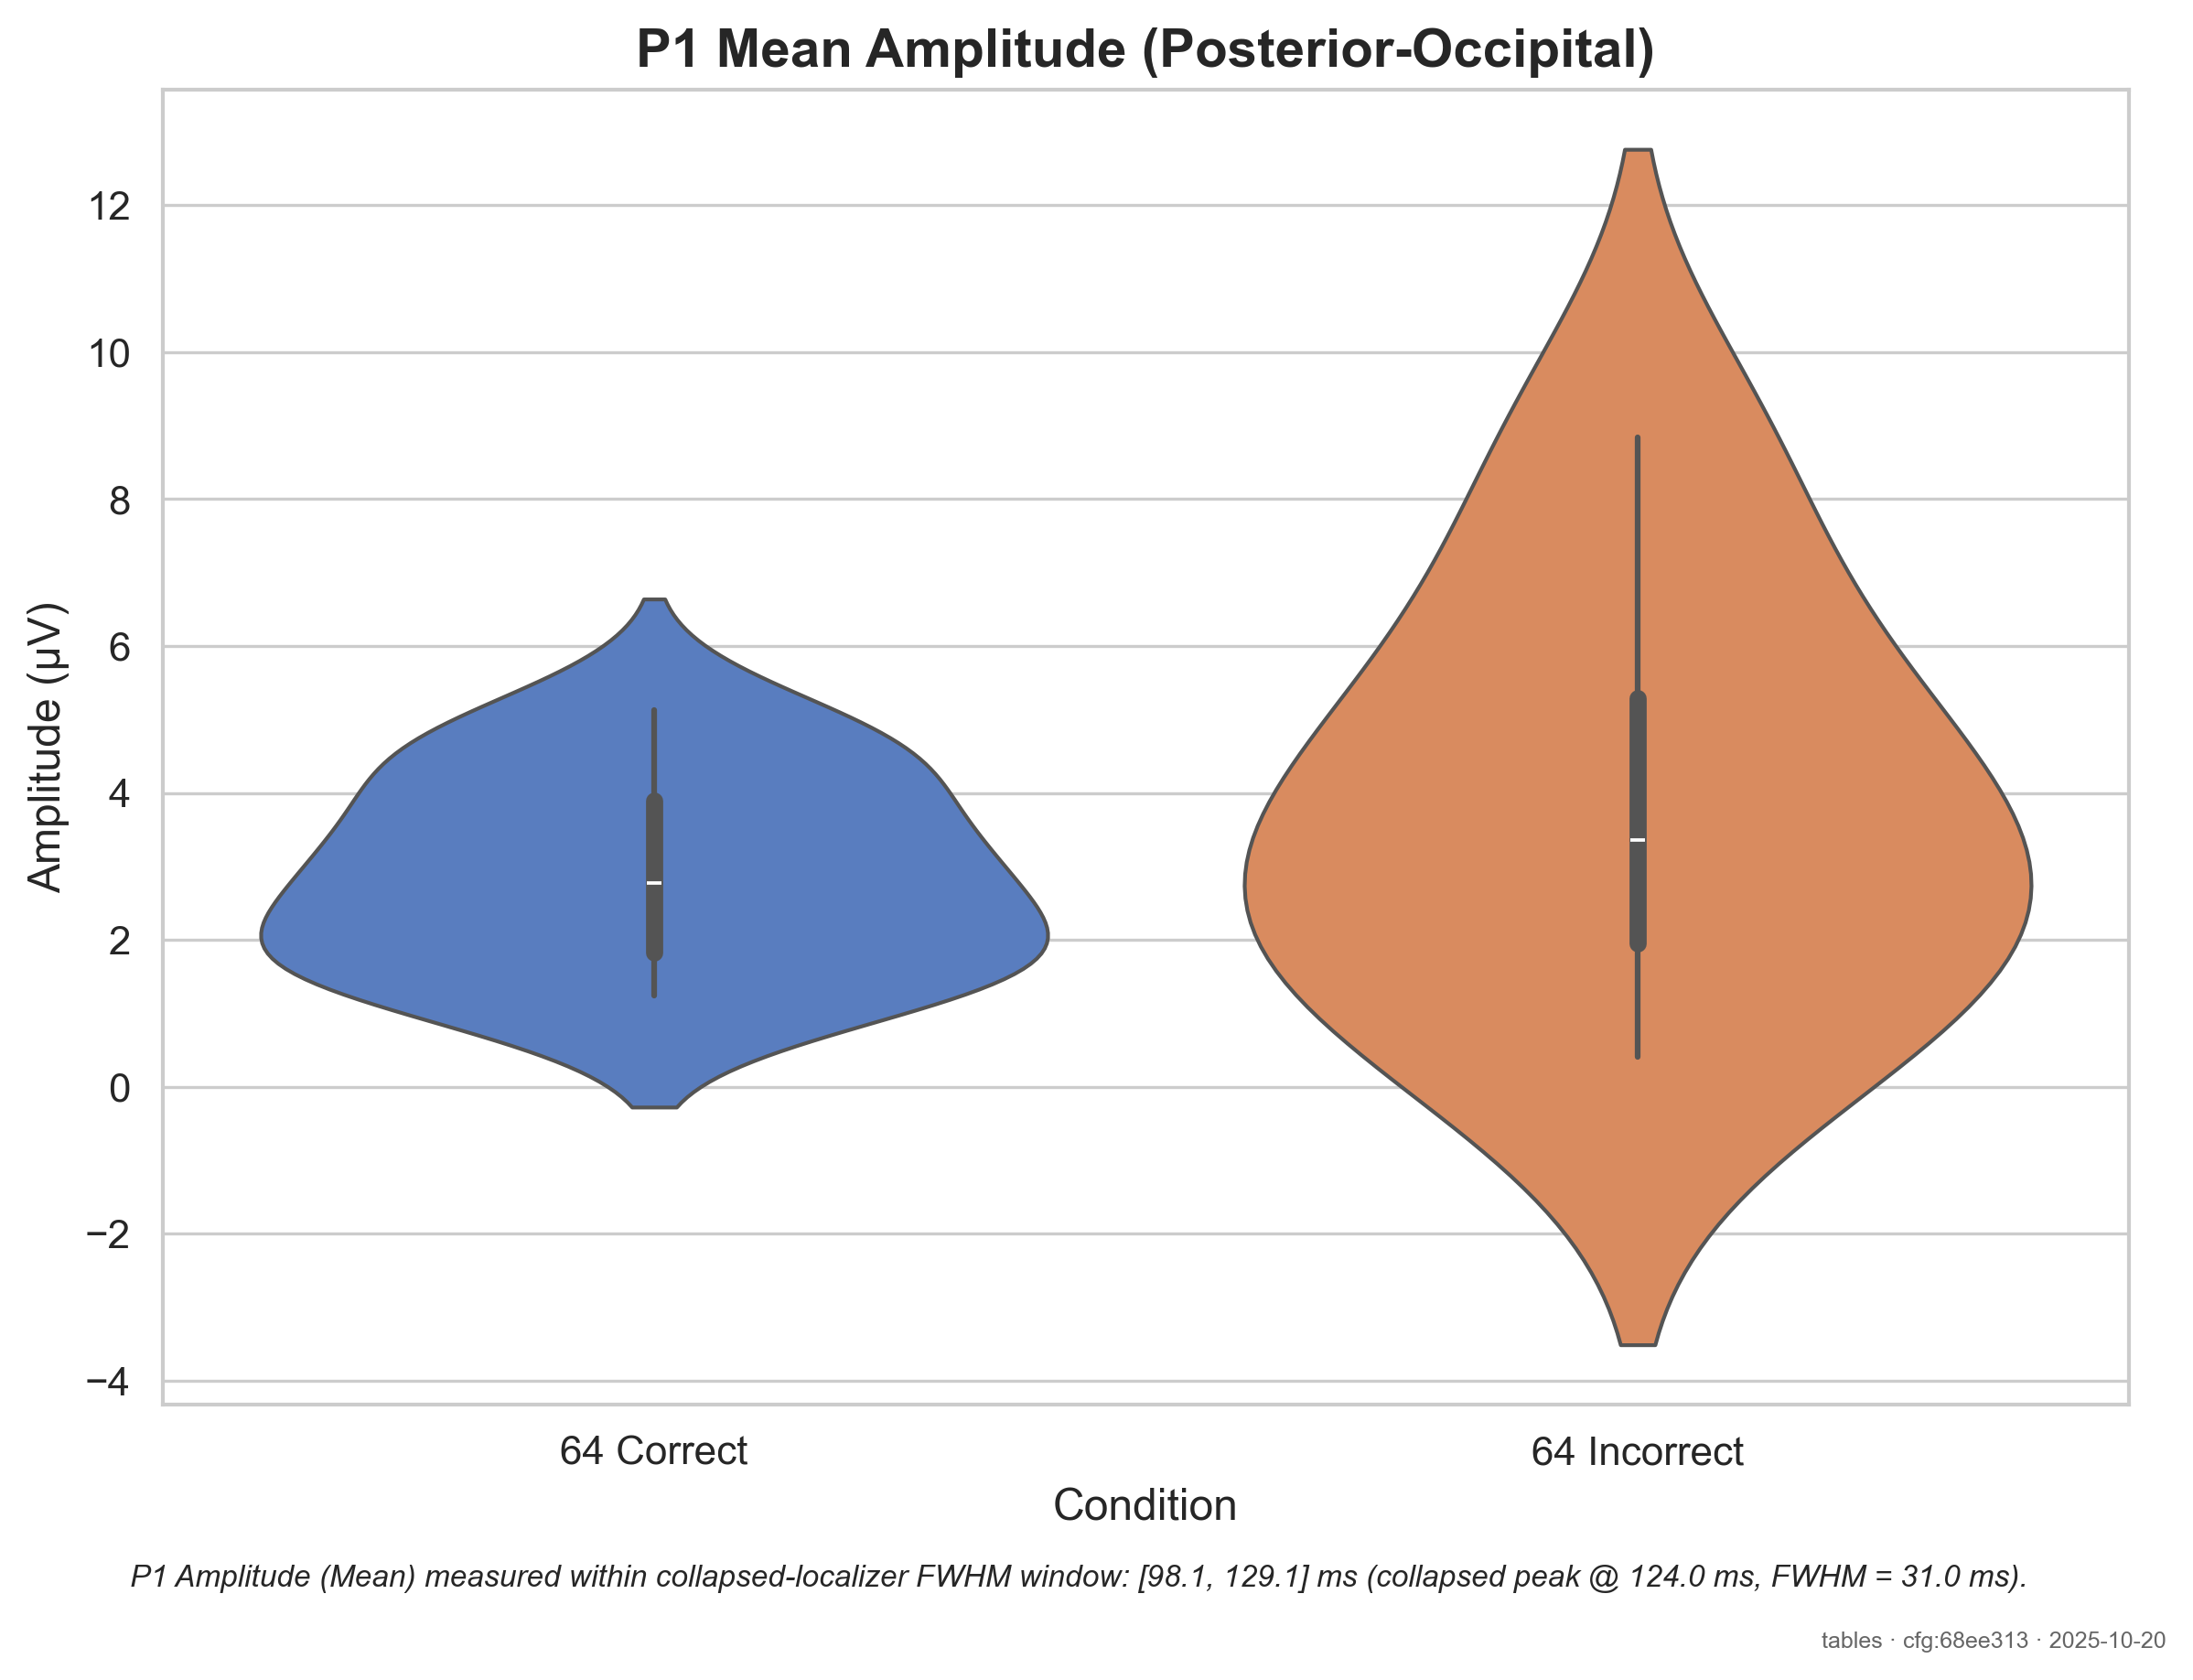 P1 Mean Amplitude (Posterior-Occipital)
Amplitude (µV)
12
10
8
6
4
2
0
−2
−4
64 Correct
64 Incorrect
Condition
P1 Amplitude (Mean) measured within collapsed-localizer FWHM window: [98.1, 129.1] ms (collapsed peak @ 124.0 ms, FWHM = 31.0 ms).
tables · cfg:68ee313 · 2025-10-20